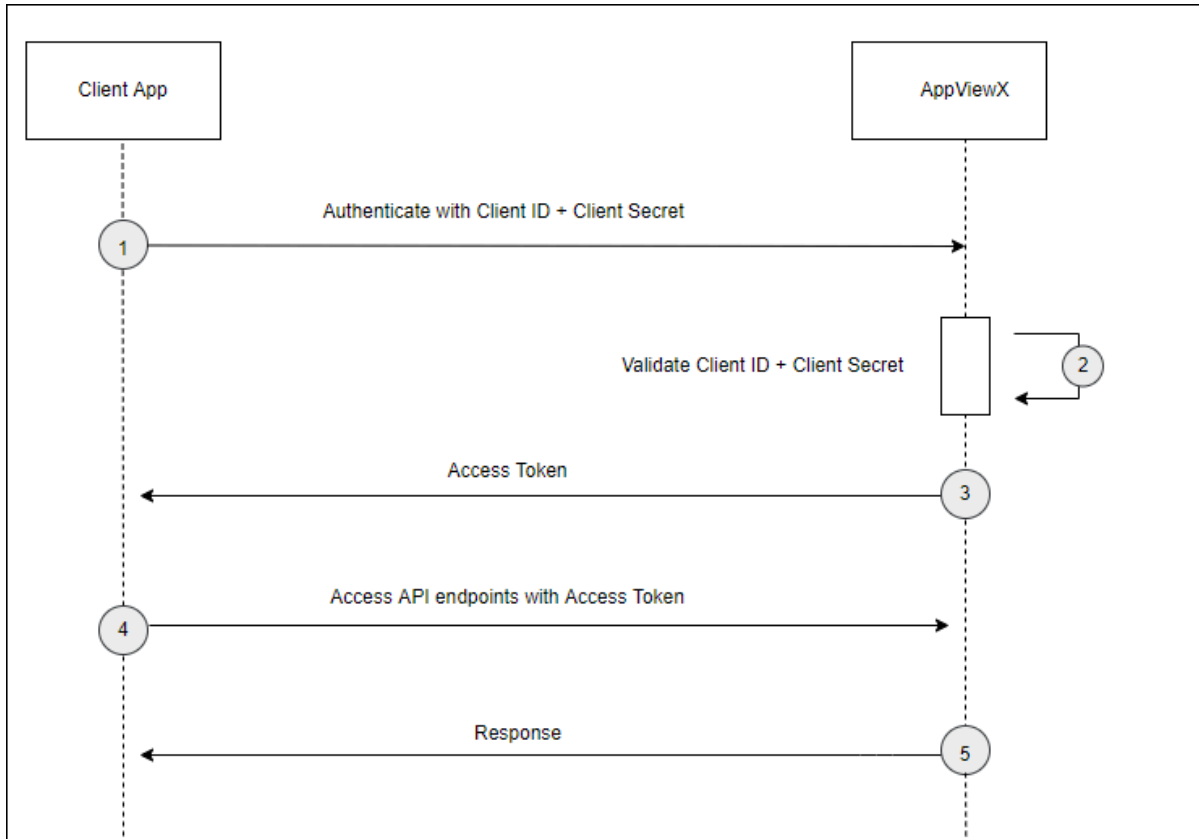 Client App
AppViewX
Authenticate with Client ID + Client Secret
1
Validate Client ID + Client Secret
2
Access Token
3
Access API endpoints with Access Token
4
Response
5